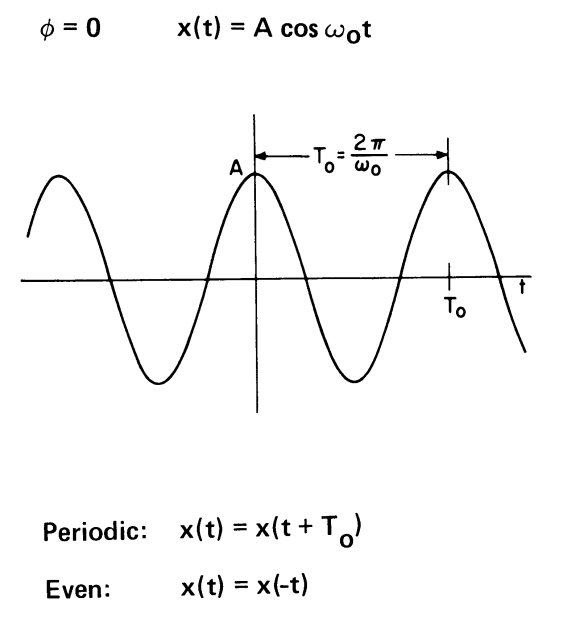 ϕ = 0 x(t) = A cos ω₀t
A T₀ = 2π/ω₀
t
T₀
Periodic: x(t) = x(t + T₀)
Even: x(t) = x(-t)